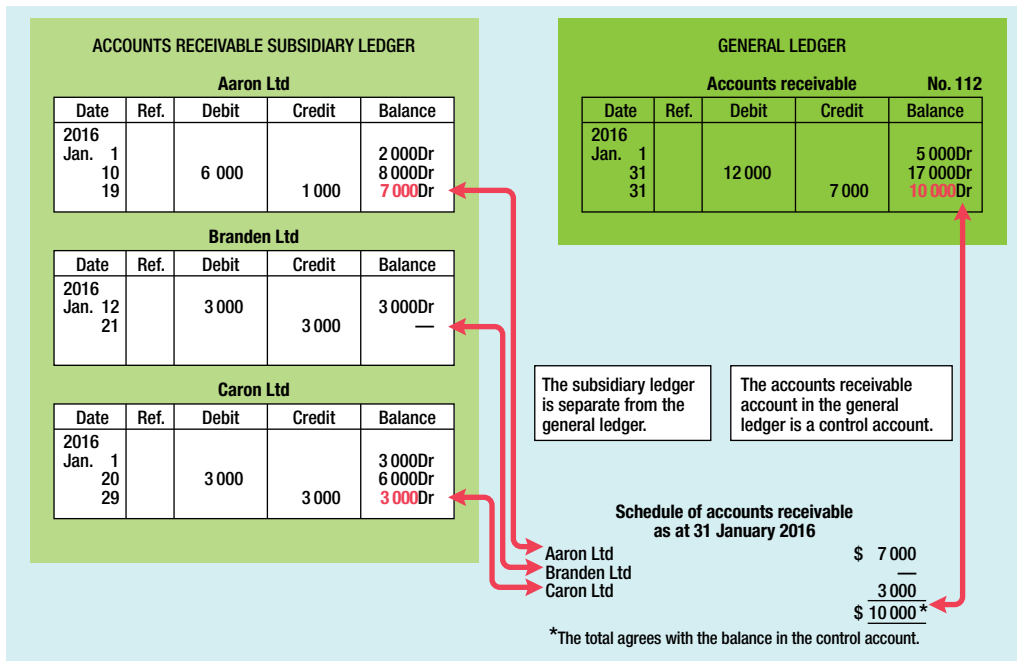 ACCOUNTS RECEIVABLE SUBSIDIARY LEDGER
Aaron Ltd
Date Ref. Debit Credit Balance
2016
Jan. 1 2 000Dr
10 6 000 8 000Dr
19 1 000 7 000Dr
Branden Ltd
Date Ref. Debit Credit Balance
2016
Jan. 12 3 000 3 000Dr
21 3 000 —
Caron Ltd
Date Ref. Debit Credit Balance
2016
Jan. 1 3 000Dr
20 3 000 6 000Dr
29 3 000 3 000Dr
GENERAL LEDGER
Accounts receivable No. 112
Date Ref. Debit Credit Balance
2016
Jan. 1 5 000Dr
31 12 000 17 000Dr
31 7 000 10 000Dr
The subsidiary ledger
is separate from the
general ledger.
The accounts receivable
account in the general
ledger is a control account.
Schedule of accounts receivable
as at 31 January 2016
Aaron Ltd $ 7 000
Branden Ltd —
Caron Ltd 3 000
$ 10 000 *
*The total agrees with the balance in the control account.